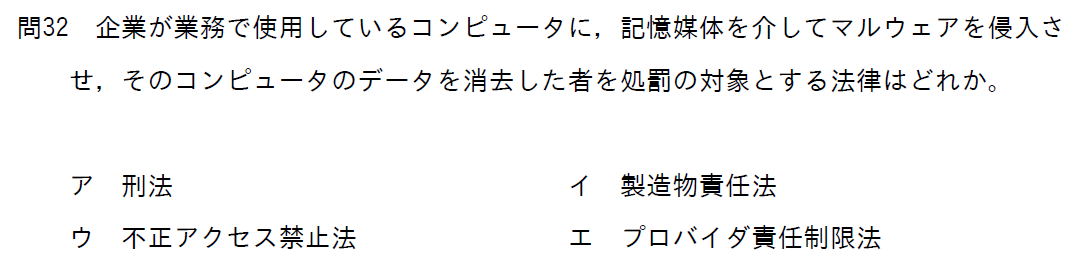 問32 企業が業務で使用しているコンピュータに，記憶媒体を介してマルウェアを侵入さ
せ，そのコンピュータのデータを消去した者を処罰の対象とする法律はどれか。
ア 刑法 イ 製造物責任法
ウ 不正アクセス禁止法 エ プロバイダ責任制限法